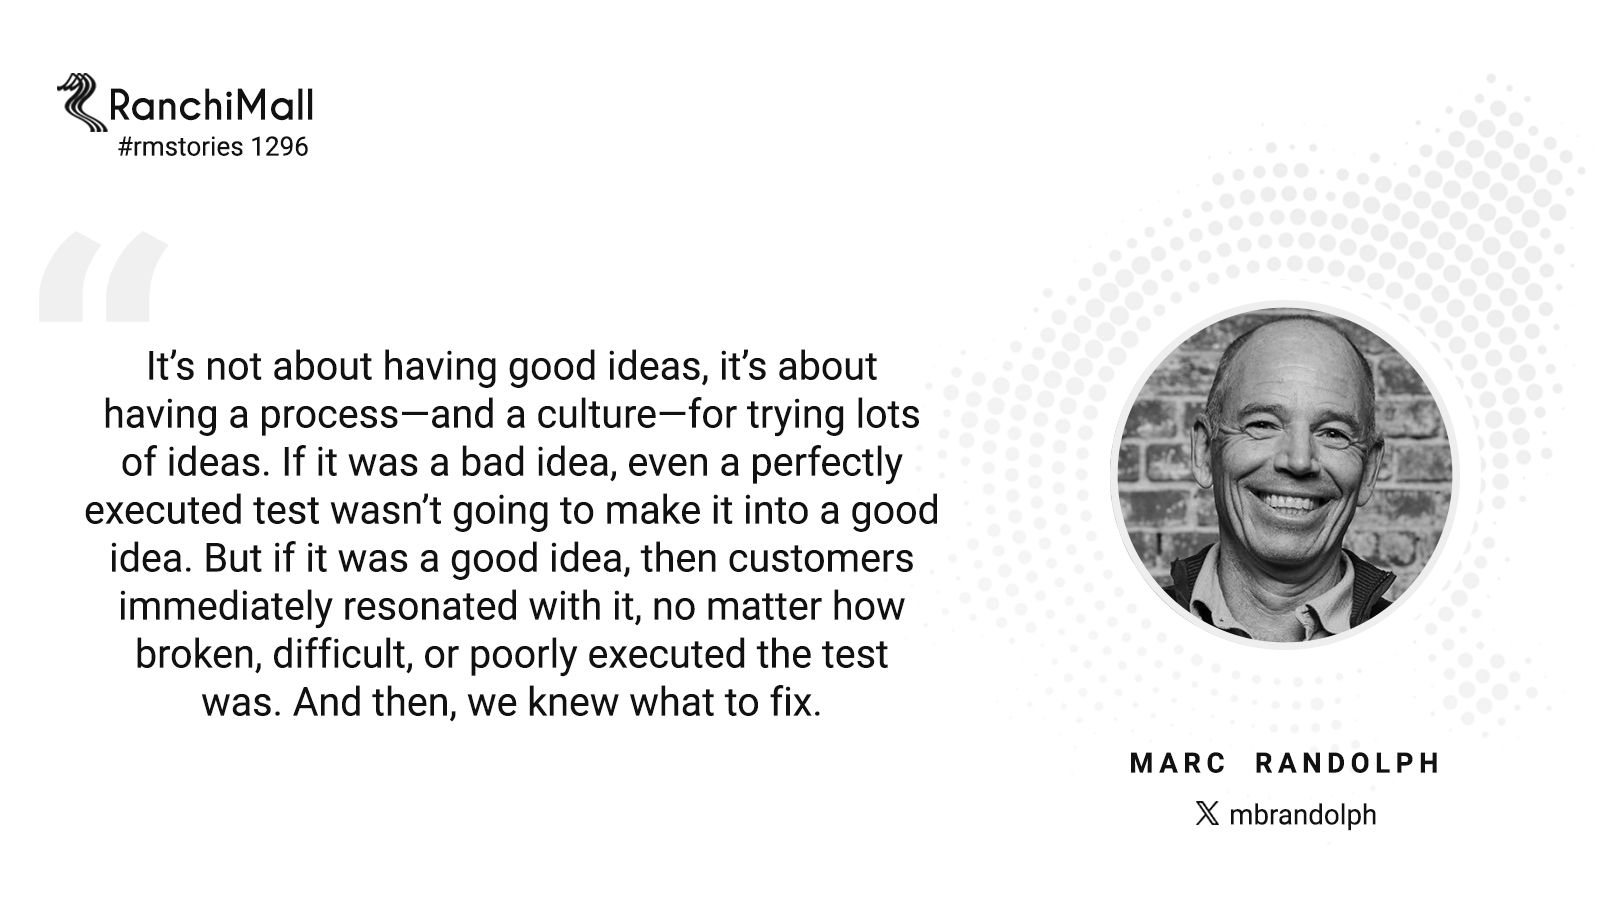 RanchiMall
#rmstories 1296
“
It’s not about having good ideas, it’s about
having a process—and a culture—for trying lots
of ideas. If it was a bad idea, even a perfectly
executed test wasn’t going to make it into a good
idea. But if it was a good idea, then customers
immediately resonated with it, no matter how
broken, difficult, or poorly executed the test
was. And then, we knew what to fix.
MARC RANDOLPH
𝕏 mbrandolph